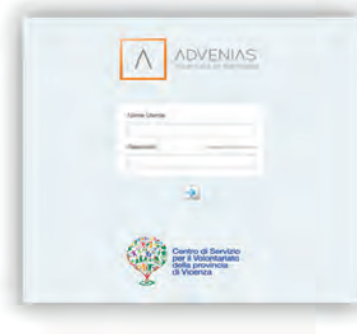 ADVENIAS
Nome Utente
Password
Centro di Servizio
per il Volontariato
della provincia
di Vicenza